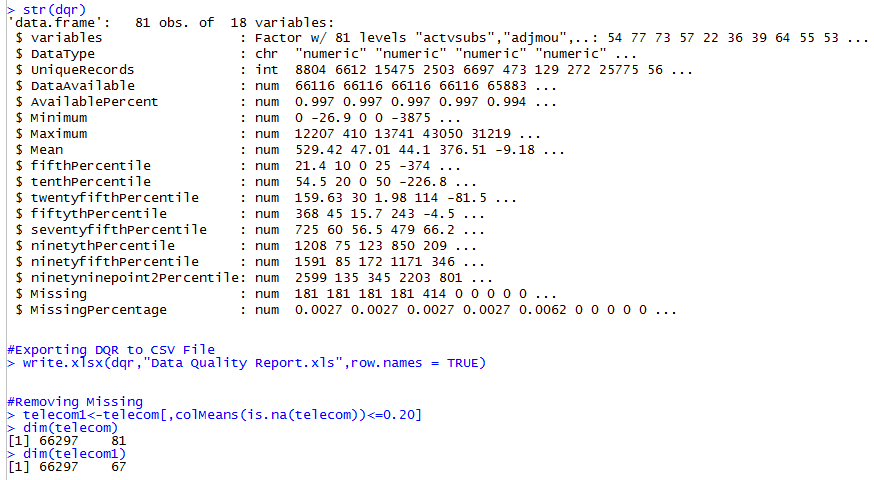 > str(dqr)
'data.frame':   81 obs. of  18 variables:
 $ variables                 : Factor w/ 81 levels "actvsubs","adjmou",..: 54 77 73 57 22 36 39 64 55 53 ...
 $ DataType                  : chr  "numeric" "numeric" "numeric" "numeric" ...
 $ UniqueRecords             : int  8804 6612 15475 2503 6697 473 129 272 25775 56 ...
 $ DataAvailable             : num  66116 66116 66116 66116 65883 ...
 $ AvailablePercent          : num  0.997 0.997 0.997 0.997 0.994 ...
 $ Minimum                   : num  0 -26.9 0 0 -3875 ...
 $ Maximum                   : num  12207 410 13741 43050 31219 ...
 $ Mean                      : num  529.42 47.01 44.1 376.51 -9.18 ...
 $ fifthPercentile           : num  21.4 10 0 25 -374 ...
 $ tenthPercentile           : num  54.5 20 0 50 -226.8 ...
 $ twentyfifthPercentile     : num  159.63 30 1.98 114 -81.5 ...
 $ fiftythPercentile         : num  368 45 15.7 243 -4.5 ...
 $ seventyfifthPercentile    : num  725 60 56.5 479 66.2 ...
 $ ninetythPercentile        : num  1208 75 123 850 209 ...
 $ ninetyfifthPercentile     : num  1591 85 172 1171 346 ...
 $ ninetyninepoint2Percentile: num  2599 135 345 2203 801 ...
 $ Missing                   : num  181 181 181 181 414 0 0 0 0 0 ...
 $ MissingPercentage         : num  0.0027 0.0027 0.0027 0.0027 0.0062 0 0 0 0 0 ...
#Exporting DQR to CSV File
> write.xlsx(dqr,"Data Quality Report.xls",row.names = TRUE)
#Removing Missing
> telecom1<-telecom[,colMeans(is.na(telecom))<=0.20]
> dim(telecom)
[1] 66297    81
> dim(telecom1)
[1] 66297    67